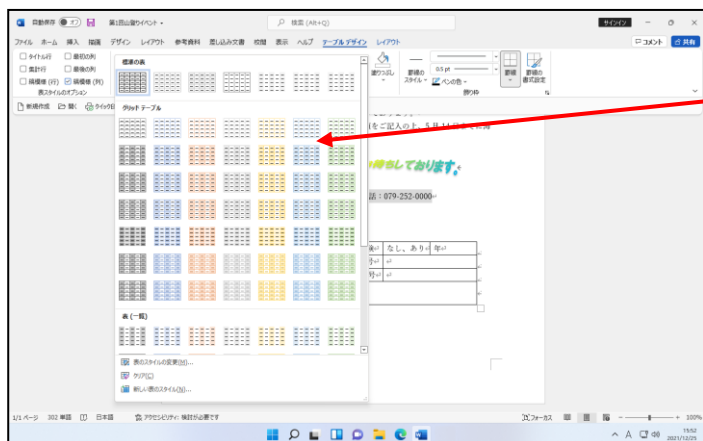 自動保存 オフ 第1回山登りイベント 検索 (Alt+Q) サインイン
ファイル ホーム 挿入 描画 デザイン レイアウト 参考資料 差し込み文書 校閲 表示 ヘルプ テーブル デザイン レイアウト コメント 共有
タイトル行 最初の列
集計行 最後の列
縞模様 (行) 縞模様 (列)
表スタイルのオプション
標準の表
塗りつぶし 罫線の スタイル 0.5 pt ペンの色 罫線 罫線の 書式設定
飾り枠
新規作成 開く
グリッド テーブル
をご記入の上、5月
待ちしております。
話：079-252-0000
なし、あり 年
表 (一覧)
表のスタイルの変更(M)...
クリア(C)
新しい表のスタイル(N)...
1/1 ページ 302 単語 日本語 アクセシビリティ: 検討が必要です フォーカス 100%
A 15:52
2021/12/25